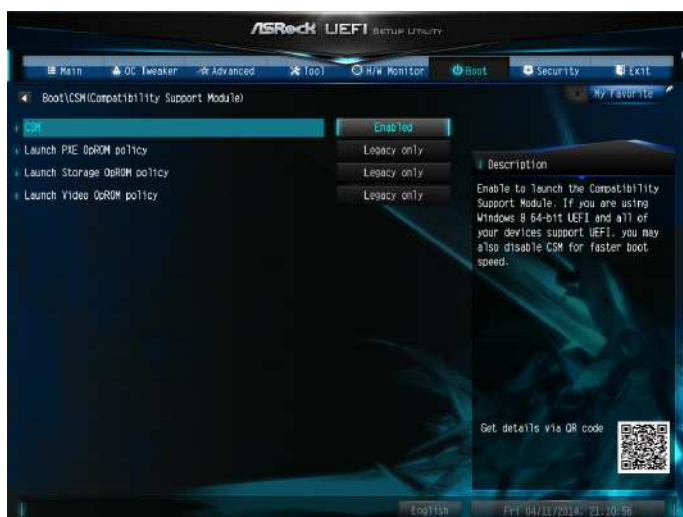 ASRock UEFI SETUP UTILITY
Main OC Tweaker Advanced Tool H/W Monitor Boot Security Exit
Boot\CSM(Compatibility Support Module)
My Favorite
CSM Enabled
Launch PXE OpROM policy Legacy only
Launch Storage OpROM policy Legacy only
Launch Video OpROM policy Legacy only
Description
Enable to launch the Compatibility
Support Module. If you are using
Windows 8 64-bit UEFI and all of
your devices support UEFI, you may
also disable CSM for faster boot
speed.
Get details via QR code
English
Fri 04/11/2014, 21:10:56